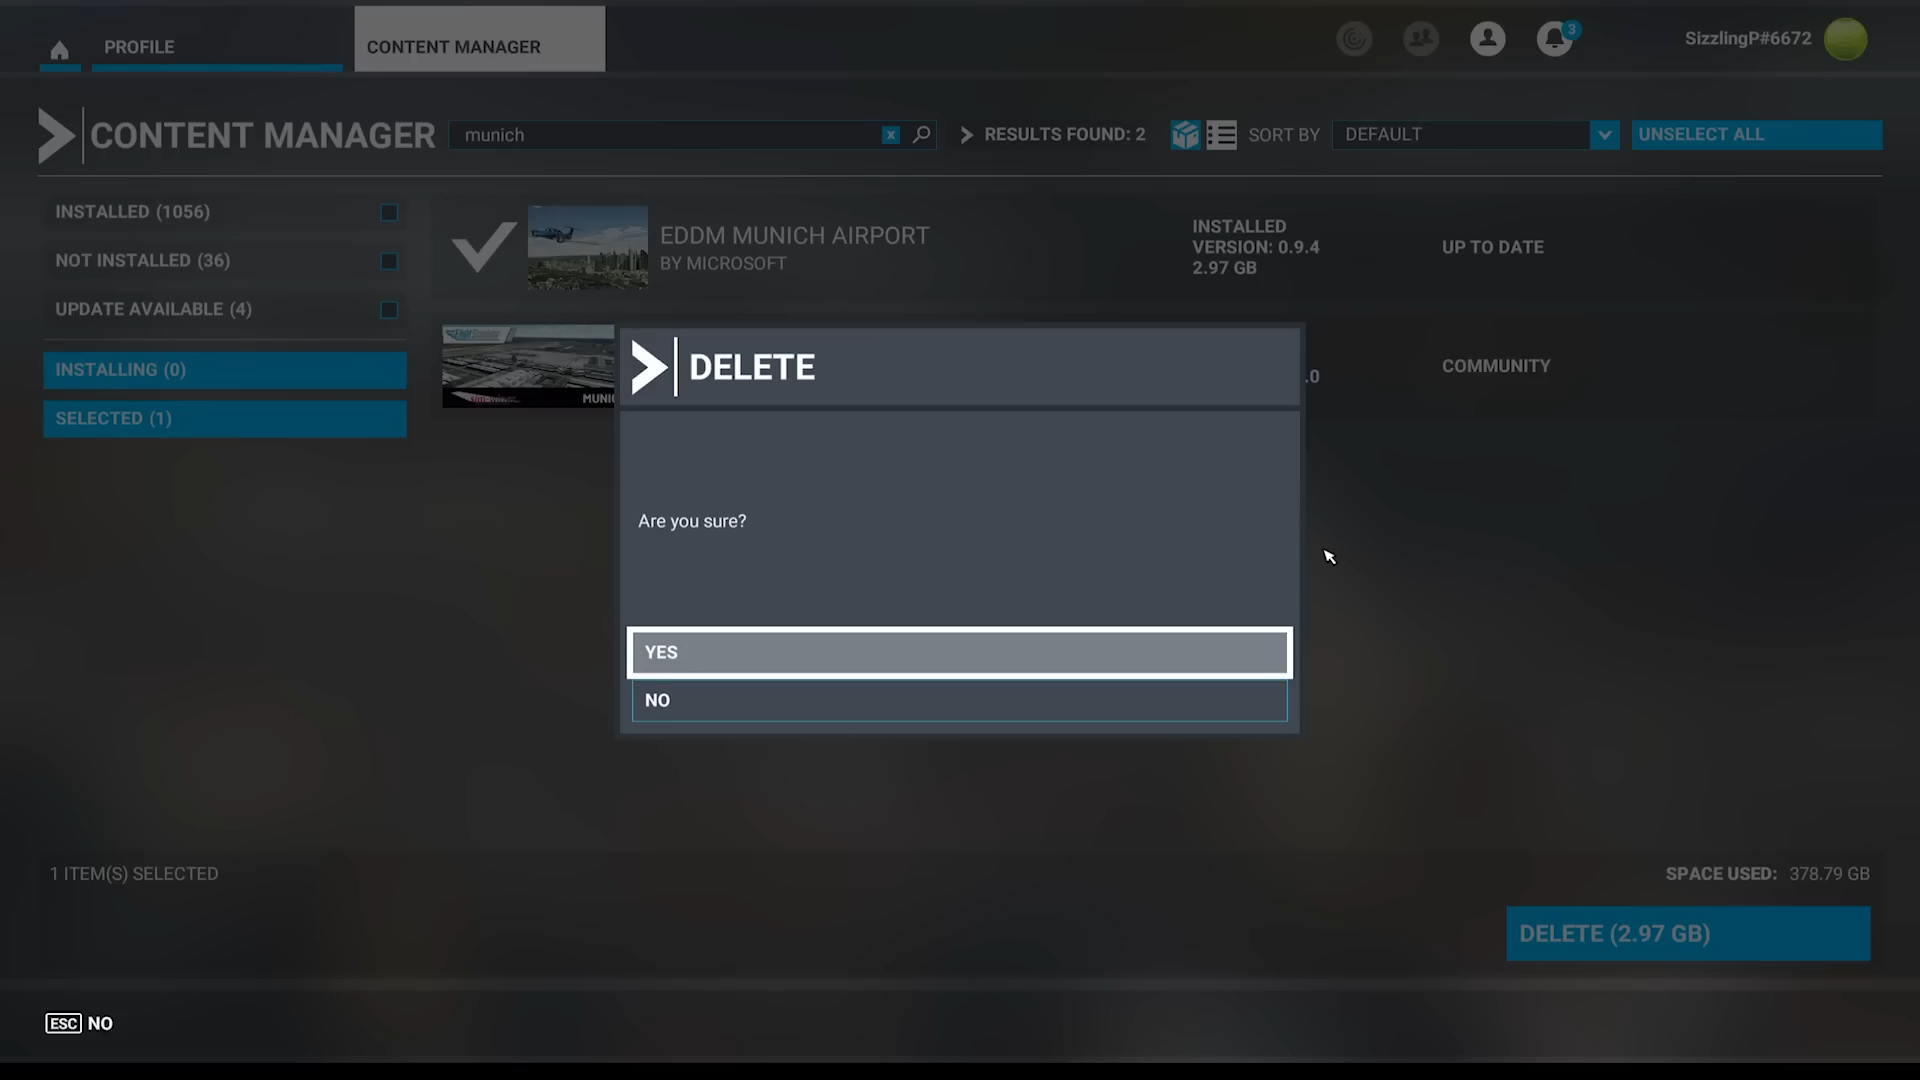 PROFILE
CONTENT MANAGER
3
SizzlingP#6672
CONTENT MANAGER
munich
x
RESULTS FOUND: 2
SORT BY
DEFAULT
UNSELECT ALL
INSTALLED (1056)
NOT INSTALLED (36)
UPDATE AVAILABLE (4)
INSTALLING (0)
SELECTED (1)
EDDM MUNICH AIRPORT
BY MICROSOFT
INSTALLED
VERSION: 0.9.4
2.97 GB
UP TO DATE
MUNIC
.0
COMMUNITY
DELETE
Are you sure?
YES
NO
1 ITEM(S) SELECTED
SPACE USED: 378.79 GB
DELETE (2.97 GB)
ESC NO